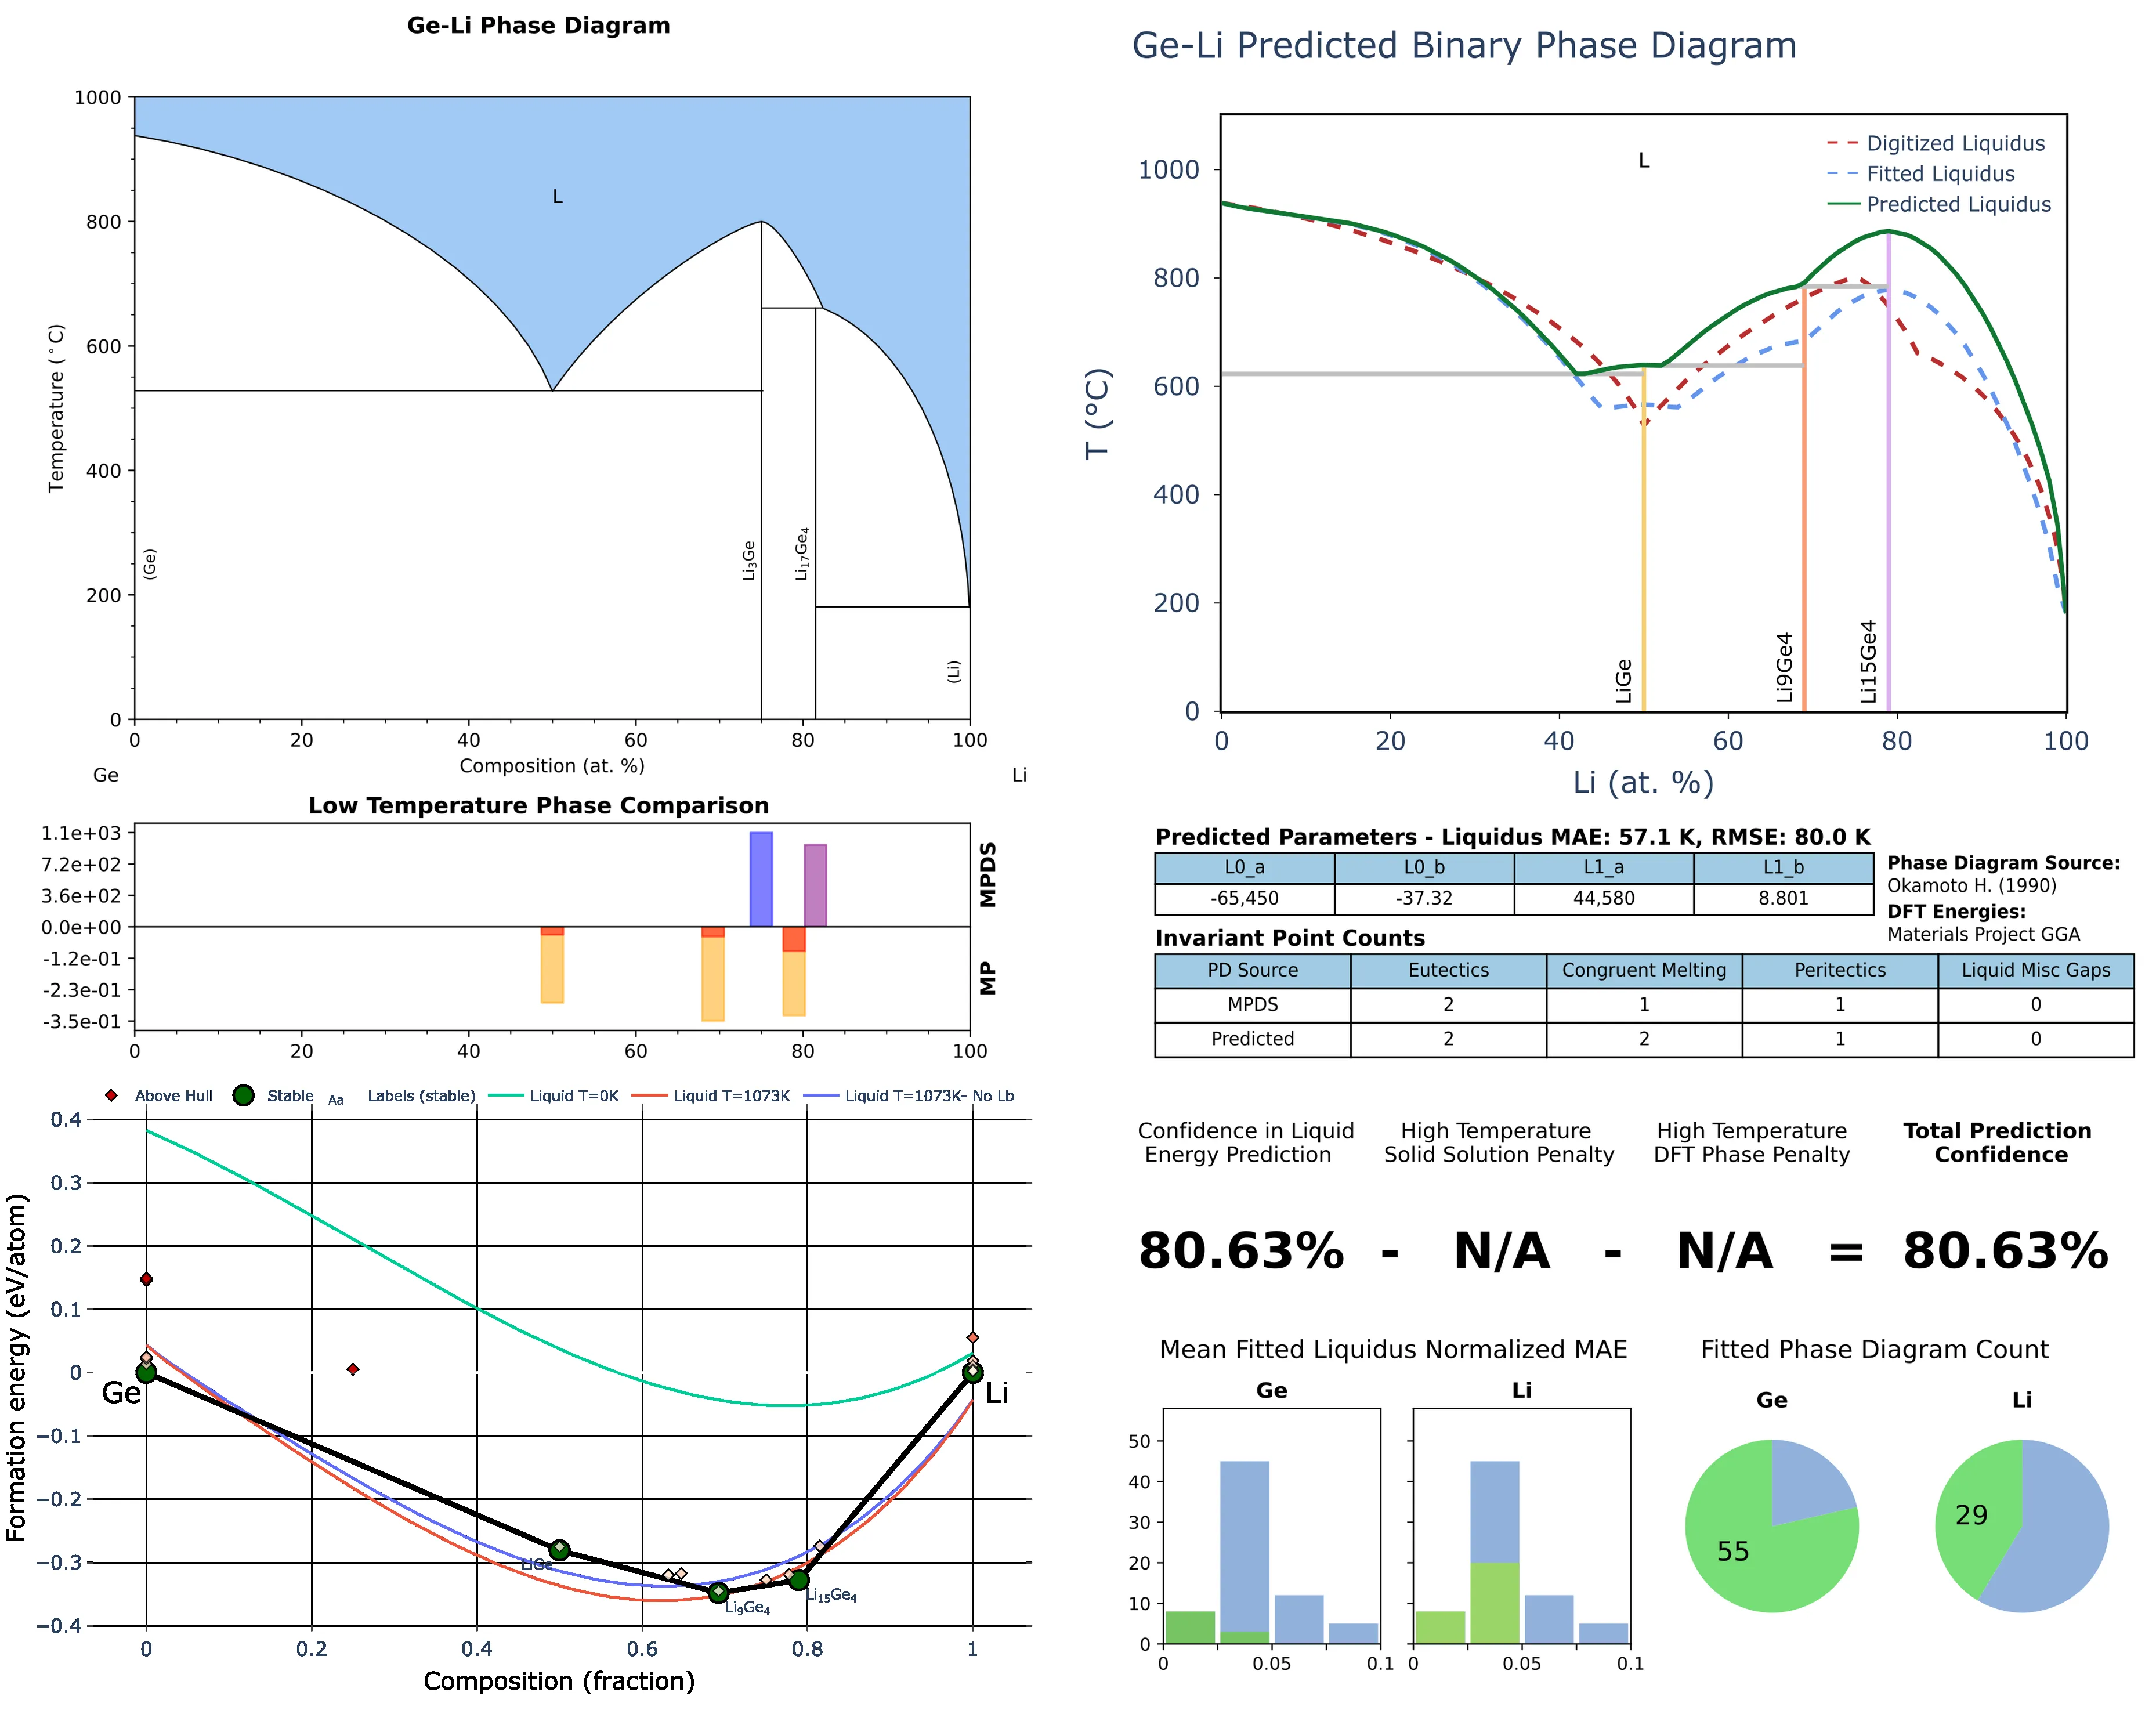 Ge-Li Phase Diagram
1000
800
600
400
200
0
Temperature (°C)
L
(Ge)
Li3Ge
Li17Ge4
(Li)
0 20 40 60 80 100
Composition (at. %)
Ge Li
Low Temperature Phase Comparison
1.1e+03
7.2e+02
3.6e+02
0.0e+00
-1.2e-01
-2.3e-01
-3.5e-01
MPDS
MP
0 20 40 60 80 100
Above Hull Stable Aa Labels (stable) Liquid T=0K Liquid T=1073K Liquid T=1073K- No Lb
0.4
0.3
0.2
0.1
0
−0.1
−0.2
−0.3
−0.4
Formation energy (eV/atom)
Ge
Li
LiGe
Li9Ge4
Li15Ge4
0 0.2 0.4 0.6 0.8 1
Composition (fraction)
Ge-Li Predicted Binary Phase Diagram
L
Digitized Liquidus
Fitted Liquidus
Predicted Liquidus
1000
800
600
400
200
0
T (°C)
LiGe
Li9Ge4
Li15Ge4
0 20 40 60 80 100
Li (at. %)
Predicted Parameters - Liquidus MAE: 57.1 K, RMSE: 80.0 K
L0_a L0_b L1_a L1_b
-65,450 -37.32 44,580 8.801
Phase Diagram Source:
Okamoto H. (1990)
DFT Energies:
Materials Project GGA
Invariant Point Counts
PD Source Eutectics Congruent Melting Peritectics Liquid Misc Gaps
MPDS 2 1 1 0
Predicted 2 2 1 0
Confidence in Liquid
Energy Prediction
High Temperature
Solid Solution Penalty
High Temperature
DFT Phase Penalty
Total Prediction
Confidence
80.63% - N/A - N/A = 80.63%
Mean Fitted Liquidus Normalized MAE
Ge
Li
50
40
30
20
10
0
0 0.05 0.1
0 0.05 0.1
Fitted Phase Diagram Count
Ge
Li
55
29